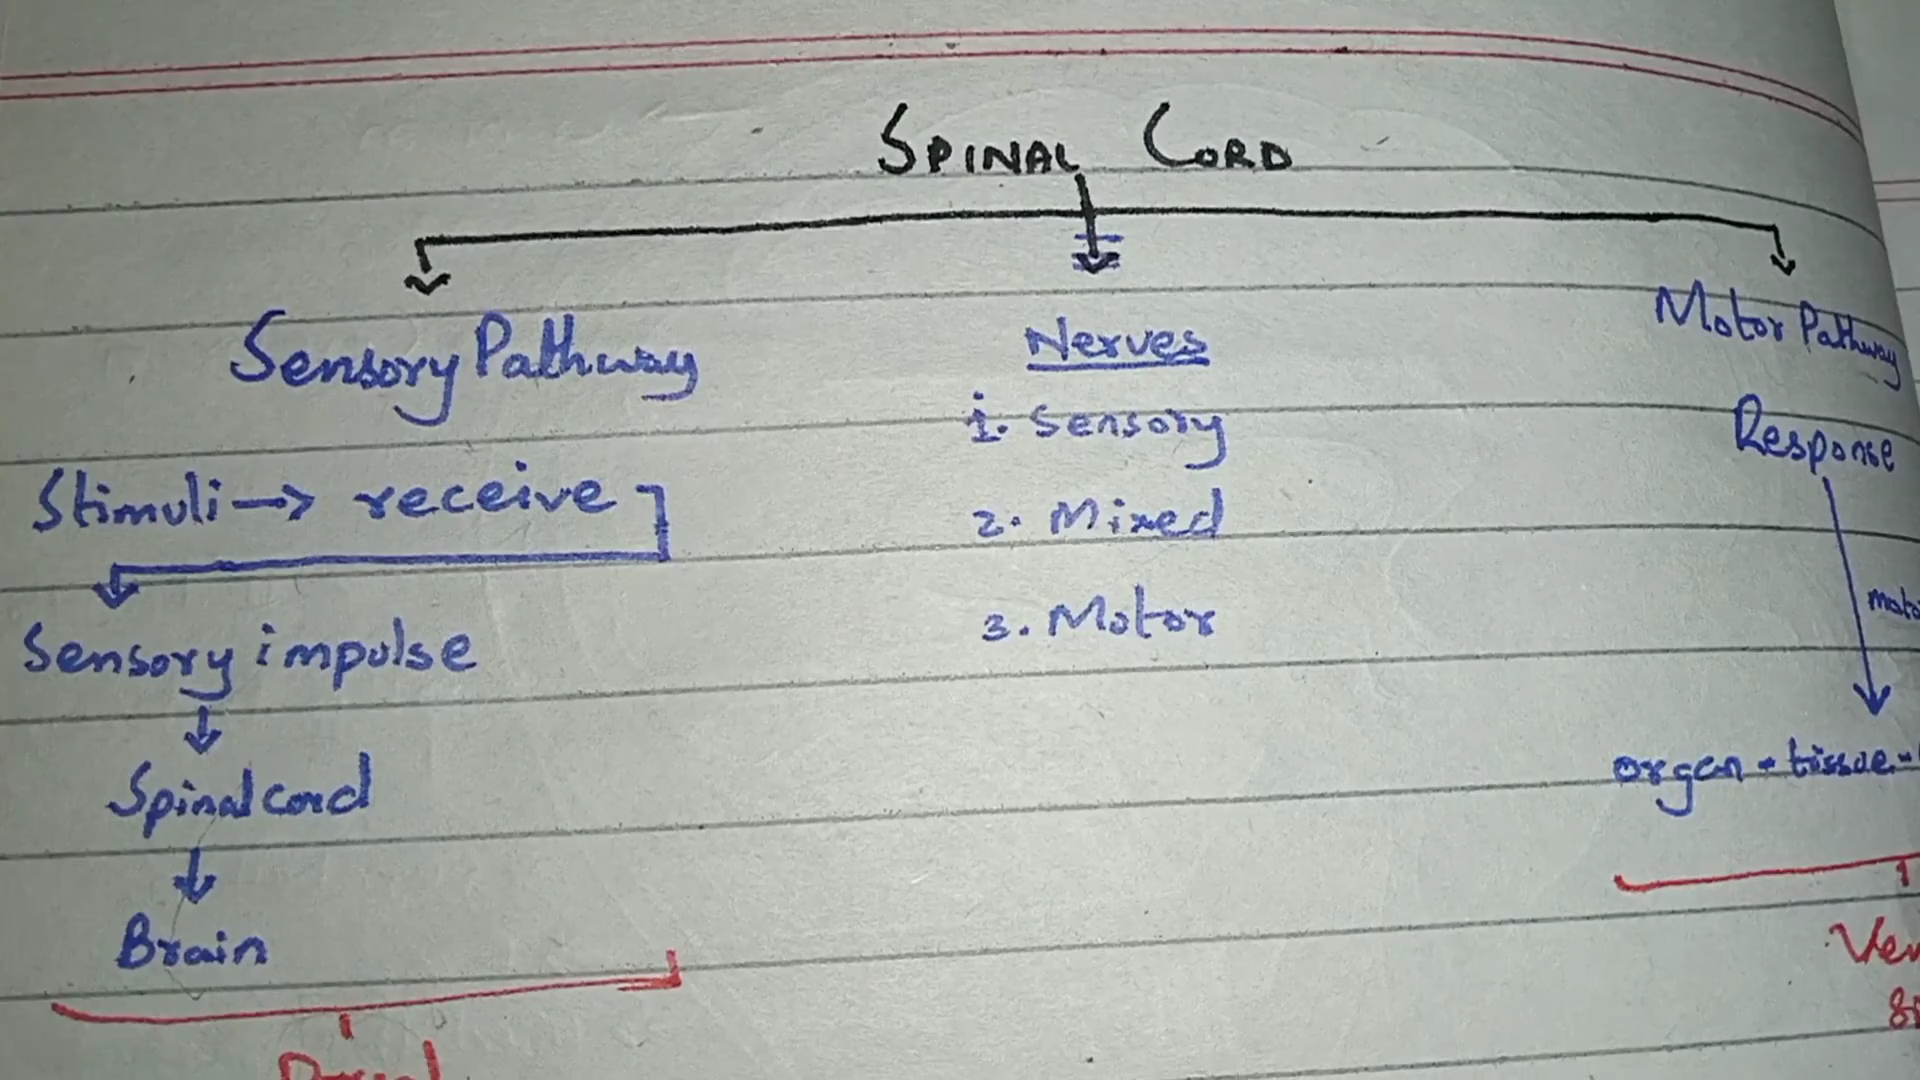 SPINAL CORD
Sensory Pathway
Stimuli → receive
Sensory impulse
↓
Spinal cord
↓
Brain
Nerves
1. Sensory
2. Mixed
3. Motor
Motor Pathway
Response
organ - tissue -